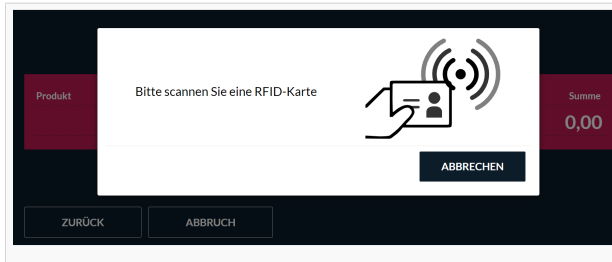 Bitte scannen Sie eine RFID-Karte
Produkt
Summe
0,00
ABBRECHEN
ZURÜCK
ABBRUCH